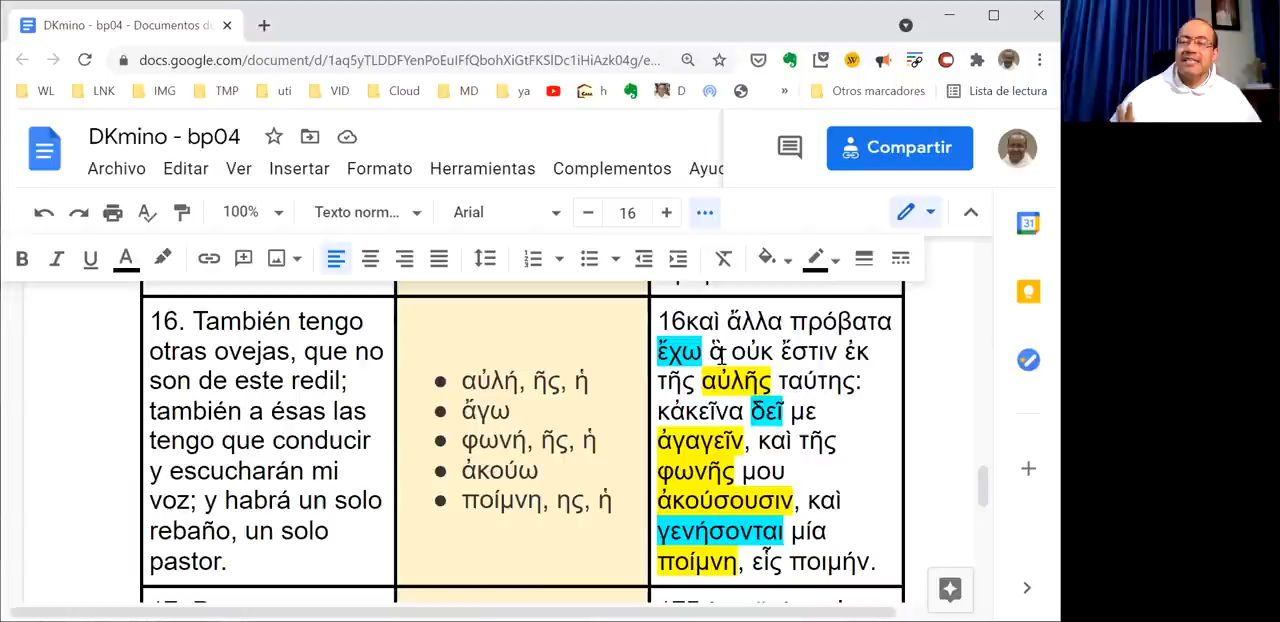 DKmino - bp04 - Documentos d
docs.google.com/document/d/1aq5yTLDDFYenPoEuIFfQbohXiGtFKSlDc1iHiAzk04g/e...
WL LNK IMG TMP uti VID Cloud MD ya h D » Otros marcadores Lista de lectura
DKmino - bp04
Compartir
Archivo Editar Ver Insertar Formato Herramientas Complementos Ayuc
100% Texto norm... Arial 16
B I U A
16. También tengo
otras ovejas, que no
son de este redil;
también a ésas las
tengo que conducir
y escucharán mi
voz; y habrá un solo
rebaño, un solo
pastor.
αὐλή, ῆς, ἡ
ἄγω
φωνή, ῆς, ἡ
ἀκούω
ποίμνη, ης, ἡ
16καὶ ἄλλα πρόβατα
ἔχω ἃ οὐκ ἔστιν ἐκ
τῆς αὐλῆς ταύτης:
κἀκεῖνα δεῖ με
ἀγαγεῖν, καὶ τῆς
φωνῆς μου
ἀκούσουσιν, καὶ
γενήσονται μία
ποίμνη, εἷς ποιμήν.
31